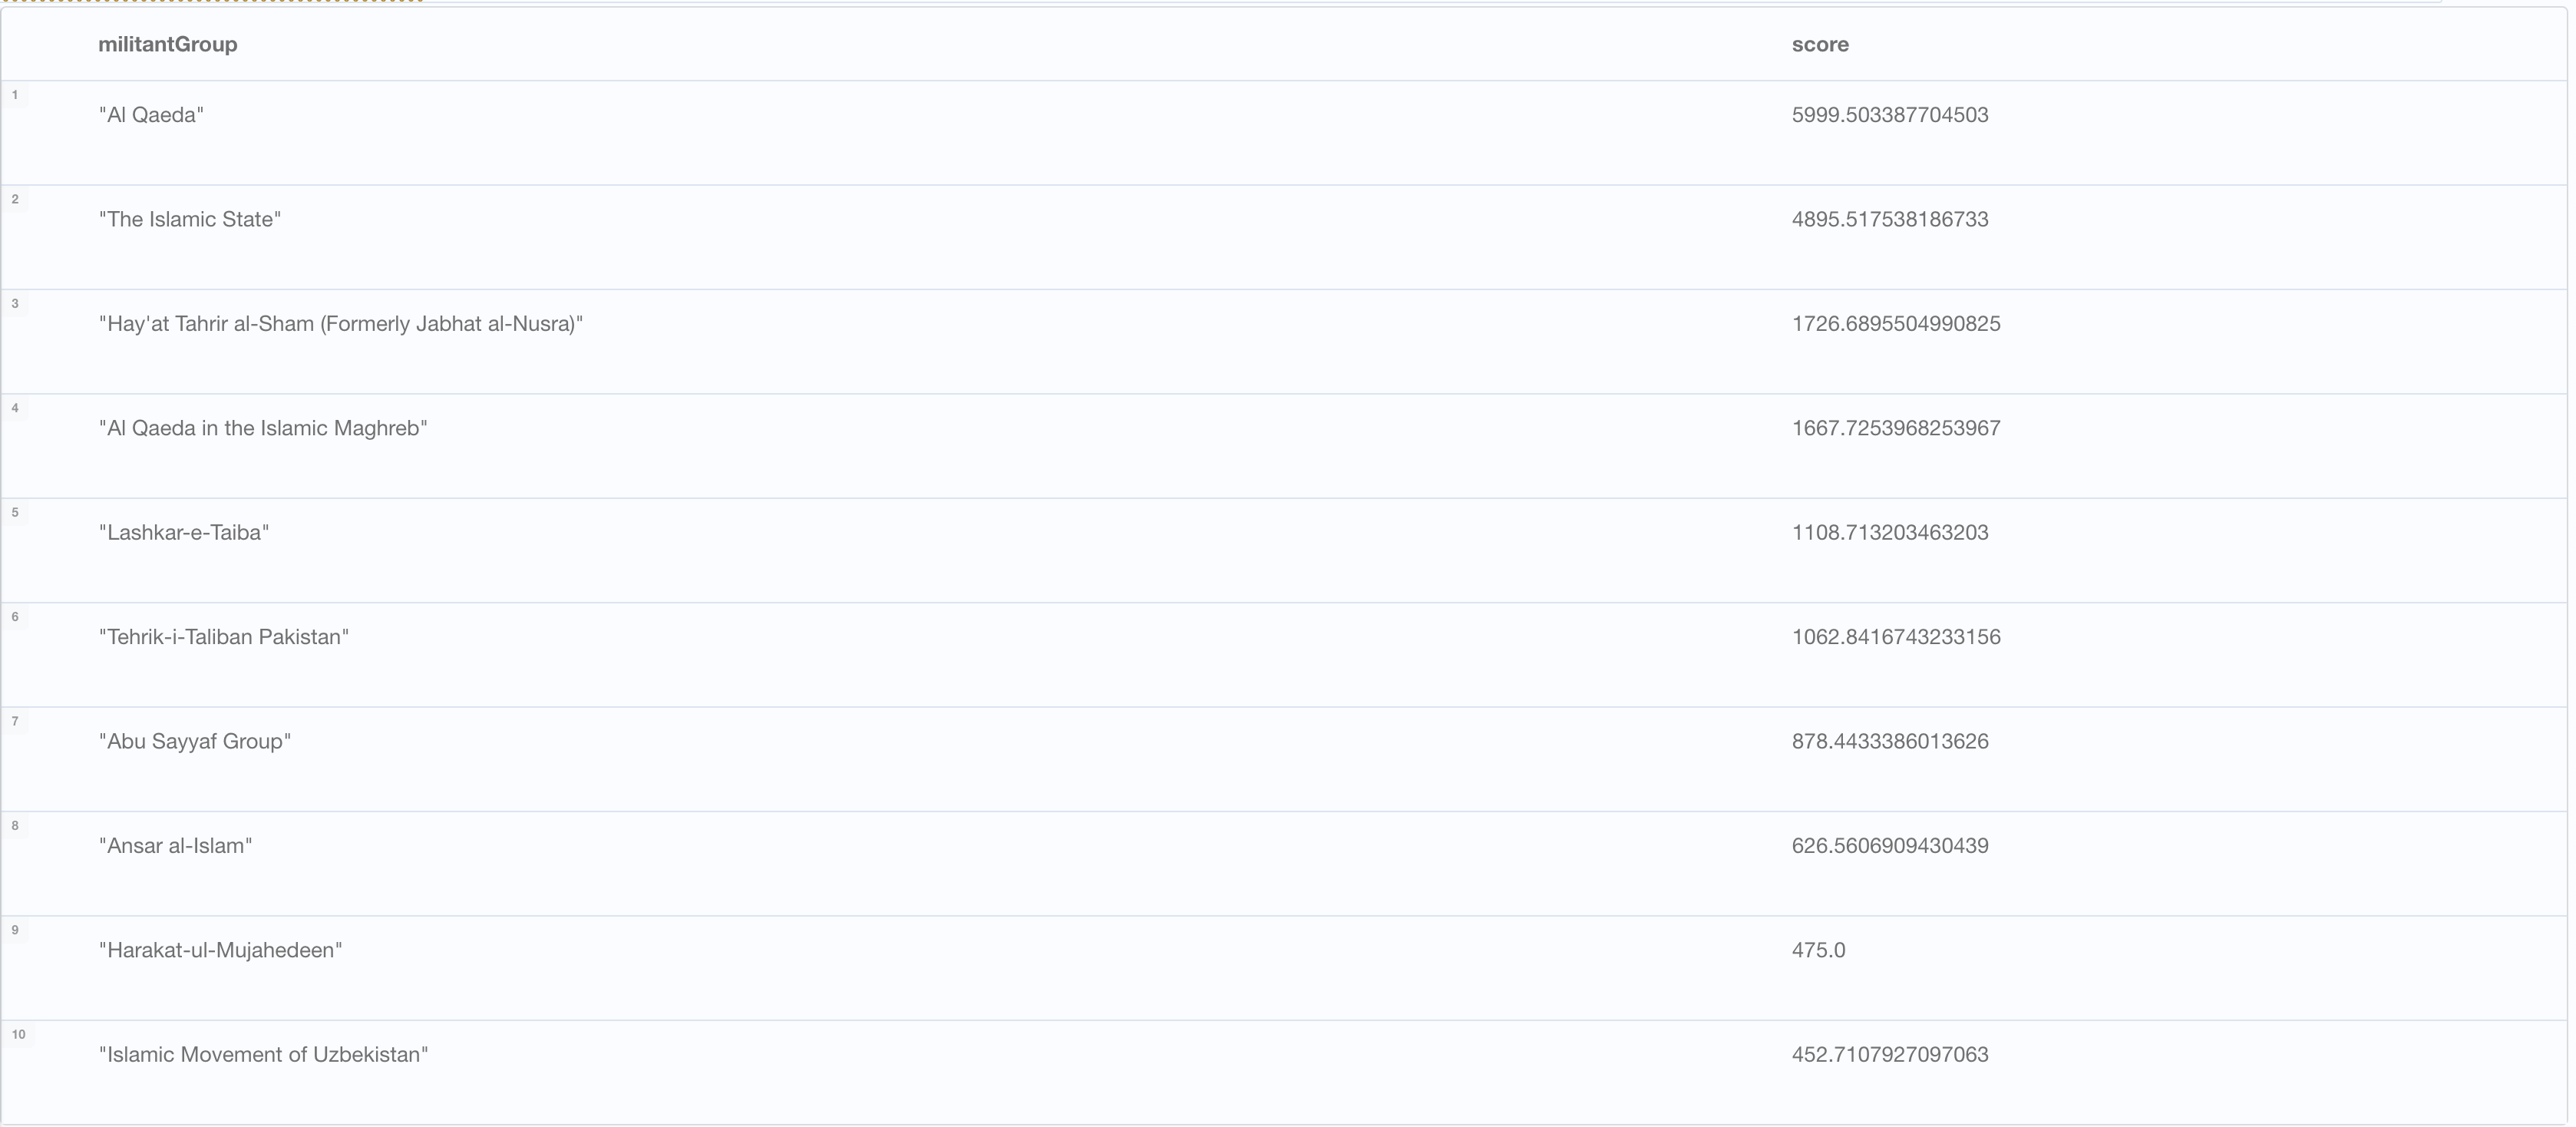 militantGroup score
1
"Al Qaeda" 5999.503387704503
2
"The Islamic State" 4895.517538186733
3
"Hay'at Tahrir al-Sham (Formerly Jabhat al-Nusra)" 1726.6895504990825
4
"Al Qaeda in the Islamic Maghreb" 1667.7253968253967
5
"Lashkar-e-Taiba" 1108.713203463203
6
"Tehrik-i-Taliban Pakistan" 1062.8416743233156
7
"Abu Sayyaf Group" 878.4433386013626
8
"Ansar al-Islam" 626.5606909430439
9
"Harakat-ul-Mujahedeen" 475.0
10
"Islamic Movement of Uzbekistan" 452.7107927097063